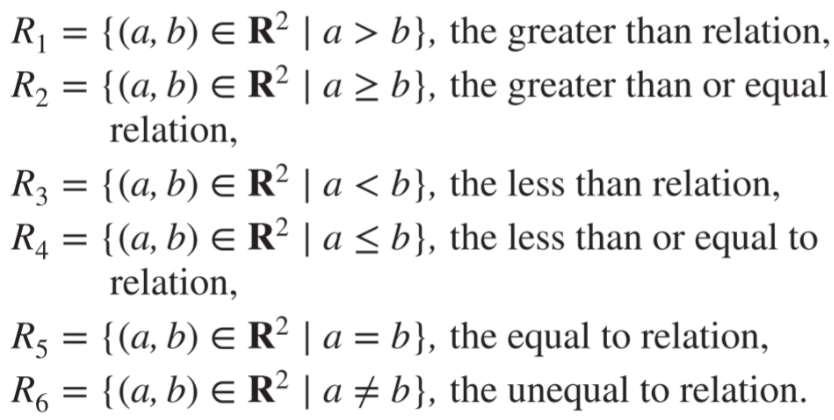 R₁ = {(a, b) ∈ R² | a > b}, the greater than relation,
R₂ = {(a, b) ∈ R² | a ≥ b}, the greater than or equal
relation,
R₃ = {(a, b) ∈ R² | a < b}, the less than relation,
R₄ = {(a, b) ∈ R² | a ≤ b}, the less than or equal to
relation,
R₅ = {(a, b) ∈ R² | a = b}, the equal to relation,
R₆ = {(a, b) ∈ R² | a ≠ b}, the unequal to relation.